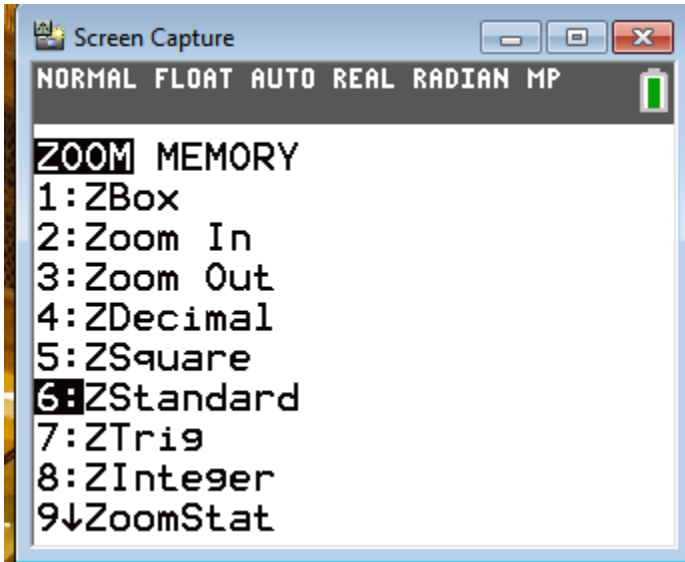 Screen Capture
NORMAL FLOAT AUTO REAL RADIAN MP
ZOOM MEMORY
1:ZBox
2:Zoom In
3:Zoom Out
4:ZDecimal
5:ZSquare
6:ZStandard
7:ZTrig
8:ZInteger
9↓ZoomStat